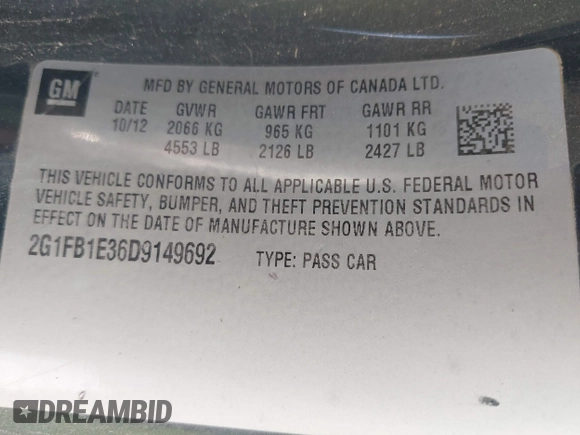 GM
MFD BY GENERAL MOTORS OF CANADA LTD.
DATE GVWR GAWR FRT GAWR RR
10/12 2066 KG 965 KG 1101 KG
4553 LB 2126 LB 2427 LB
THIS VEHICLE CONFORMS TO ALL APPLICABLE U.S. FEDERAL MOTOR
VEHICLE SAFETY, BUMPER, AND THEFT PREVENTION STANDARDS IN
EFFECT ON THE DATE OF MANUFACTURE SHOWN ABOVE.
2G1FB1E36D9149692 TYPE: PASS CAR
DREAMBID